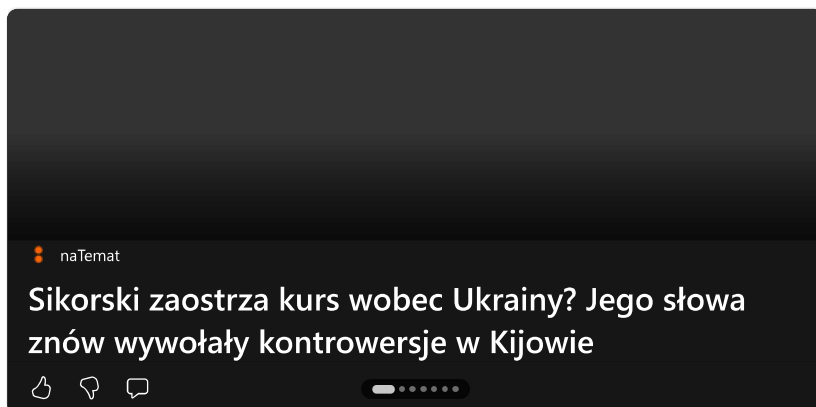 naTemat
Sikorski zaostrza kurs wobec Ukrainy? Jego słowa
znów wywołały kontrowersje w Kijowie